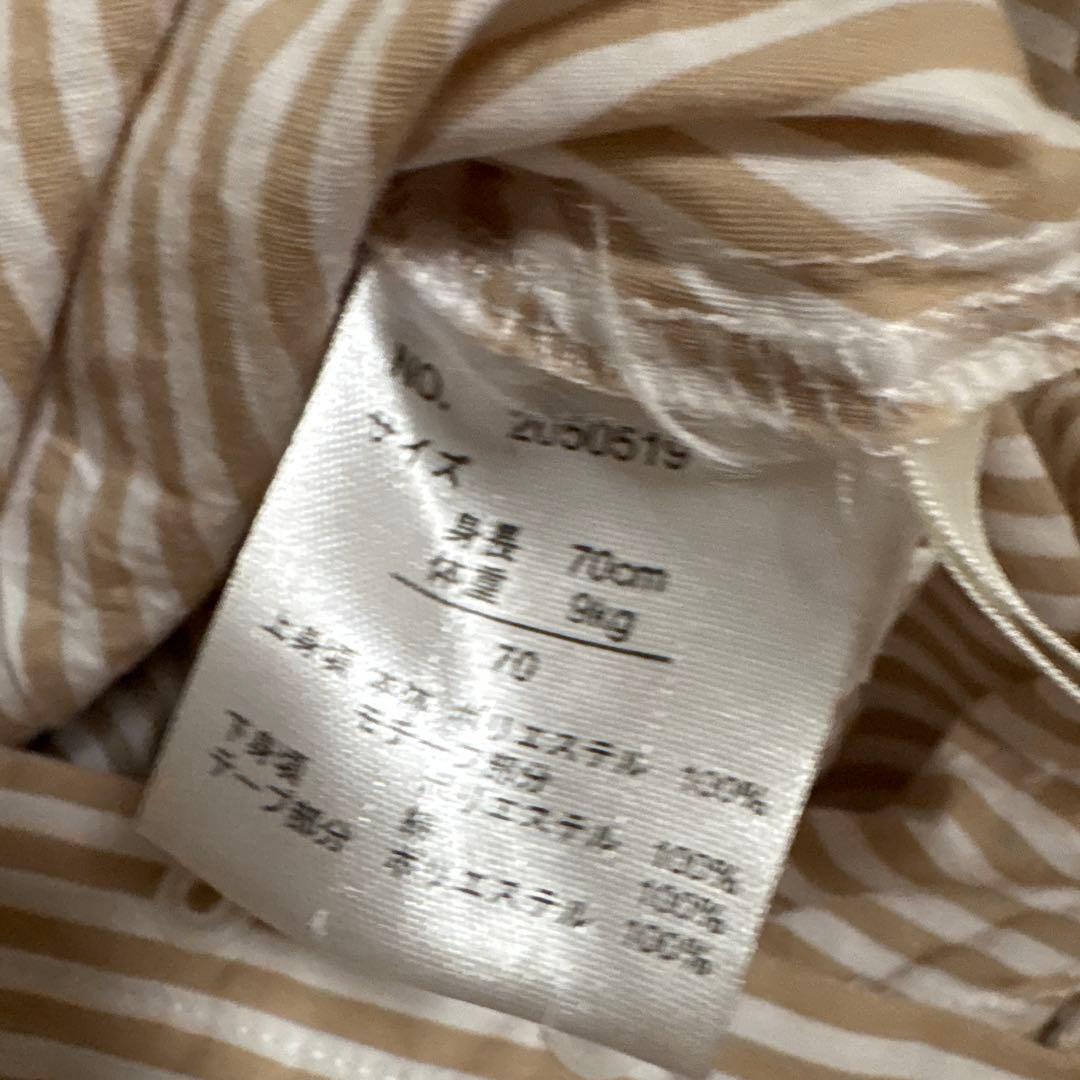 NO. 2050519
サイズ
身長 70cm
体重 9kg
70
上身頃 本体 ポリエステル 100%
モチーフ部分
ポリエステル 100%
下身頃 綿 100%
テープ部分 ポリエステル 100%